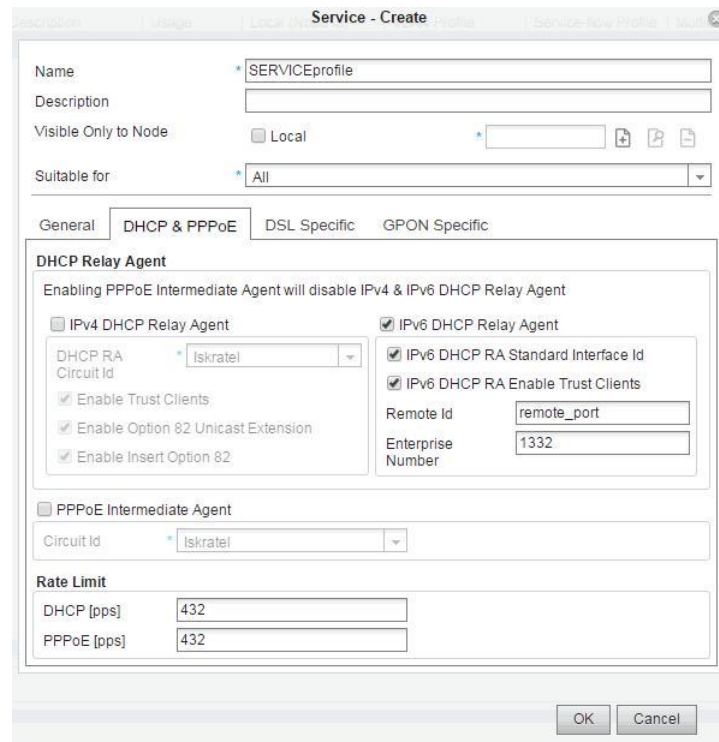 Service - Create
Name * SERVICEprofile
Description
Visible Only to Node Local *
Suitable for * All
General DHCP & PPPoE DSL Specific GPON Specific
DHCP Relay Agent
Enabling PPPoE Intermediate Agent will disable IPv4 & IPv6 DHCP Relay Agent
IPv4 DHCP Relay Agent IPv6 DHCP Relay Agent
DHCP RA
Circuit Id * Iskratel
Enable Trust Clients
Enable Option 82 Unicast Extension
Enable Insert Option 82
IPv6 DHCP RA Standard Interface Id
IPv6 DHCP RA Enable Trust Clients
Remote Id remote_port
Enterprise
Number 1332
PPPoE Intermediate Agent
Circuit Id * Iskratel
Rate Limit
DHCP [pps] 432
PPPoE [pps] 432
OK Cancel